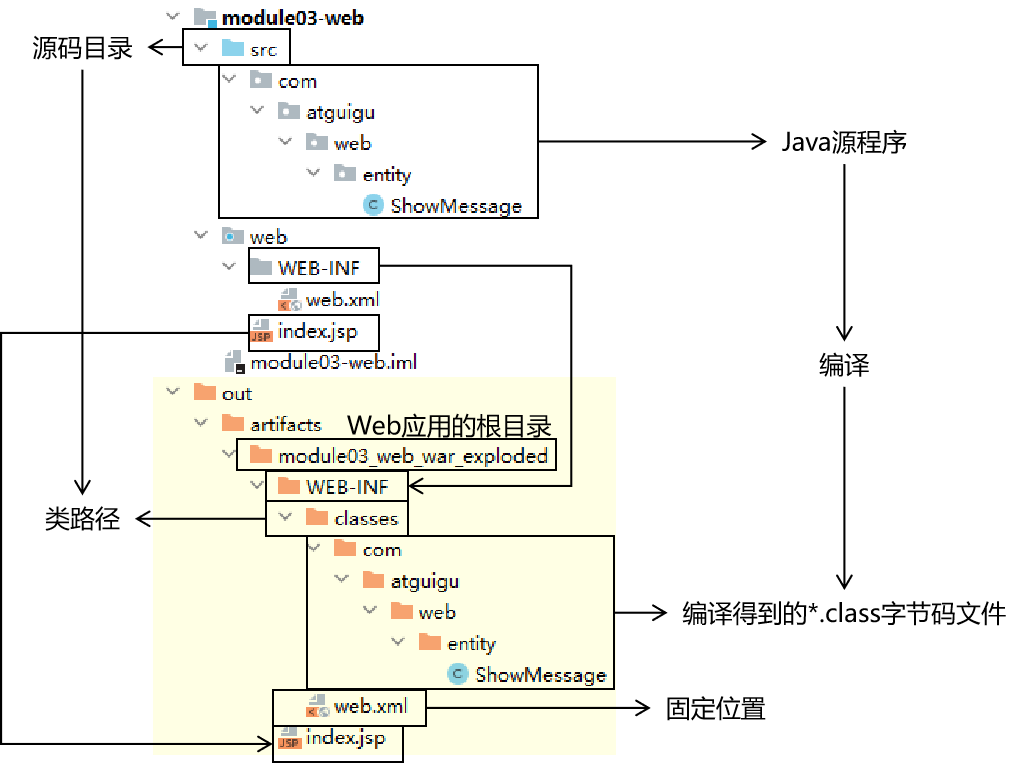 module03-web
源码目录
src
com
atguigu
Java源程序
web
entity
ShowMessage
web
WEB-INF
web.xml
index.jsp
module03-web.iml
编译
out
artifacts
Web应用的根目录
module03_web_war_exploded
WEB-INF
类路径
classes
com
atguigu
web
编译得到的*.class字节码文件
entity
ShowMessage
web.xml
固定位置
index.jsp